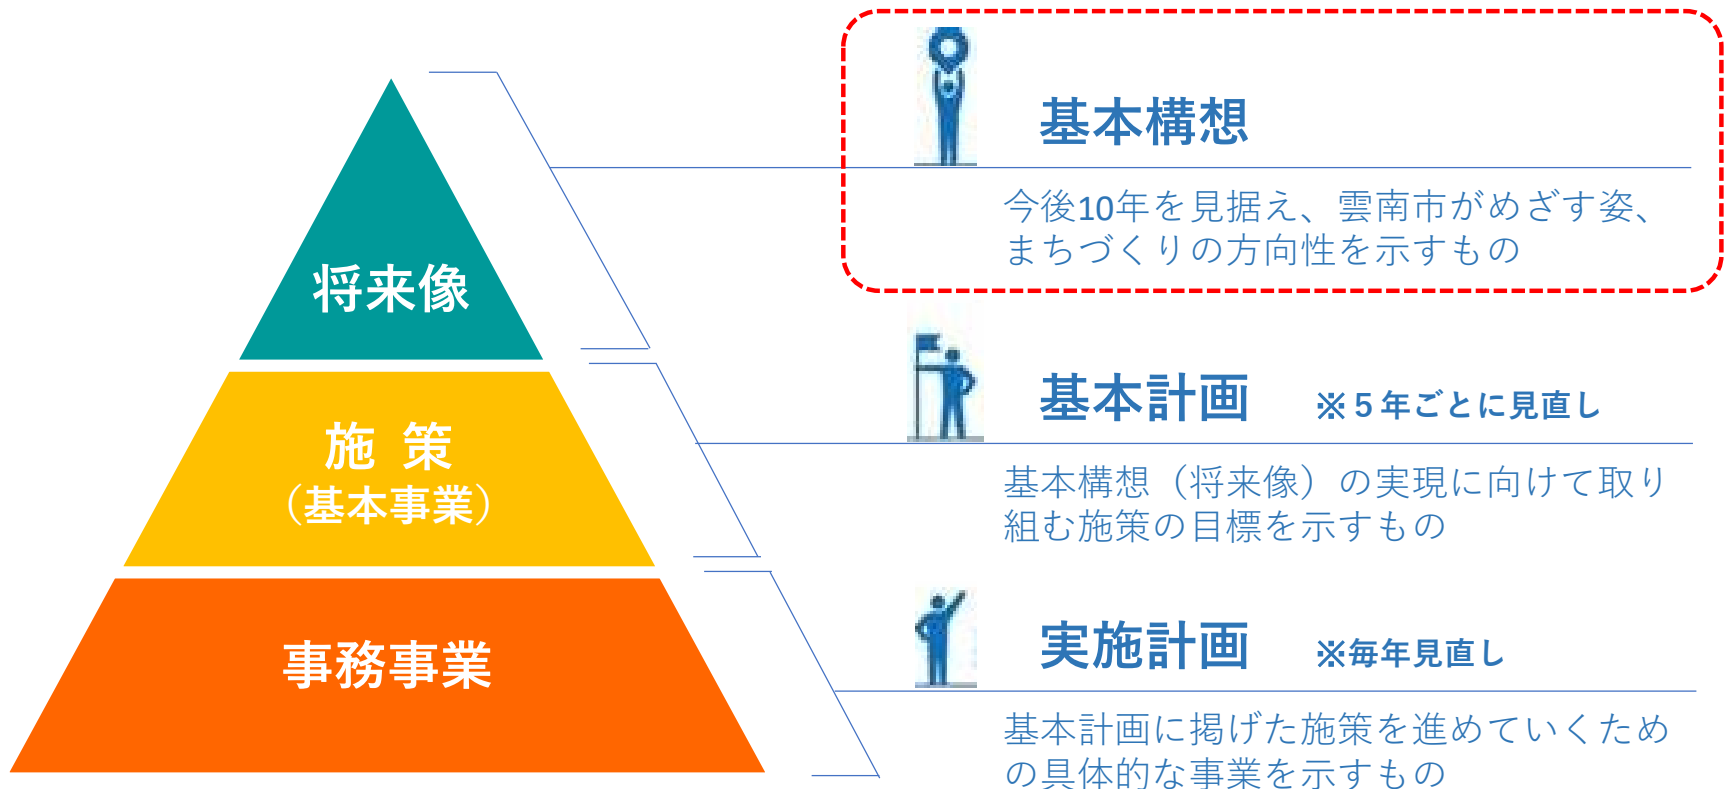 将来像
施 策
（基本事業）
事務事業
基本構想
今後10年を見据え、雲南市がめざす姿、
まちづくりの方向性を示すもの
基本計画 ※５年ごとに見直し
基本構想（将来像）の実現に向けて取り
組む施策の目標を示すもの
実施計画 ※毎年見直し
基本計画に掲げた施策を進めていくため
の具体的な事業を示すもの